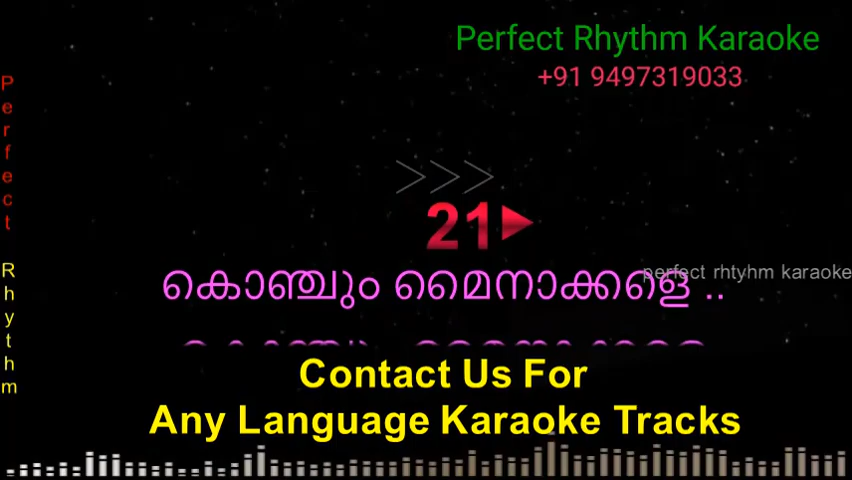 Perfect Rhythm Karaoke
+91 9497319033
Perfect Rhythm
>>>
21
കൊഞ്ചും മൈനാക്കളെ ..
perfect rhtyhm karaoke
Contact Us For
Any Language Karaoke Tracks